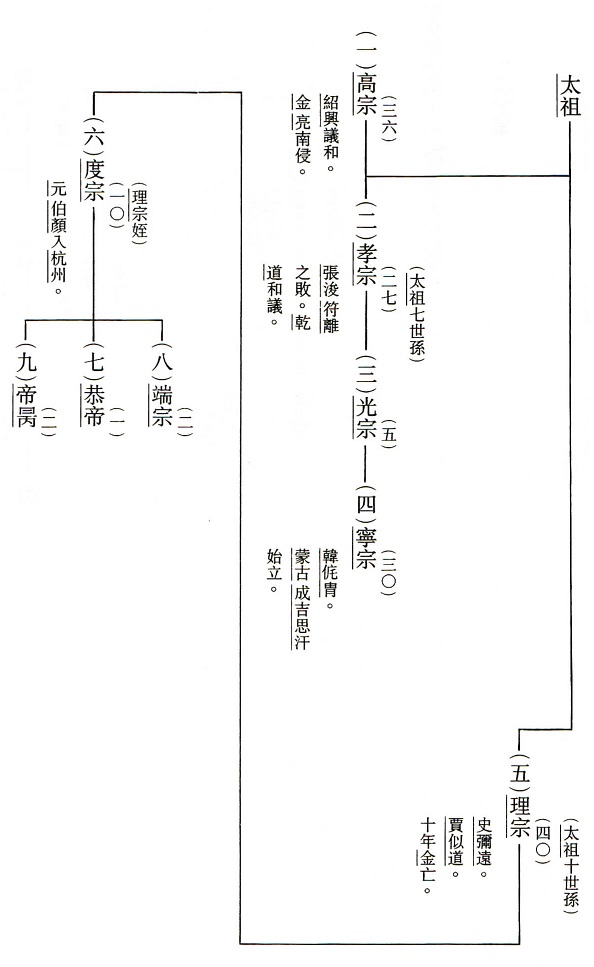 太祖
（一）高宗
（三六）
紹興議和。
金亮南侵。
（二）孝宗
（二七）
（太祖七世孫）
張浚符離
之敗。乾
道和議。
（三）光宗
（五）
（四）寧宗
（三〇）
韓侂胄。
蒙古成吉思汗
始立。
（五）理宗
（四〇）
（太祖十世孫）
史彌遠。
賈似道。
十年金亡。
（六）度宗
（一〇）
（理宗姪）
元伯顏入杭州。
（八）端宗
（二）
（七）恭帝
（一）
（九）帝昺
（二）